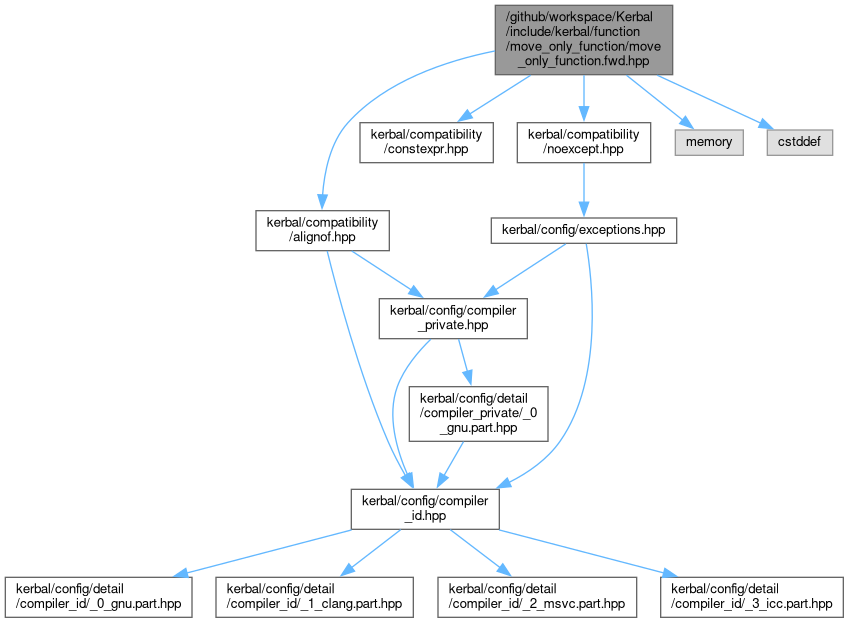 /github/workspace/Kerbal
/include/kerbal/function
/move_only_function/move
_only_function.fwd.hpp
kerbal/compatibility
/constexpr.hpp
kerbal/compatibility
/noexcept.hpp
memory
cstddef
kerbal/compatibility
/alignof.hpp
kerbal/config/exceptions.hpp
kerbal/config/compiler
_private.hpp
kerbal/config/detail
/compiler_private/_0
_gnu.part.hpp
kerbal/config/compiler
_id.hpp
kerbal/config/detail
/compiler_id/_0_gnu.part.hpp
kerbal/config/detail
/compiler_id/_1_clang.part.hpp
kerbal/config/detail
/compiler_id/_2_msvc.part.hpp
kerbal/config/detail
/compiler_id/_3_icc.part.hpp